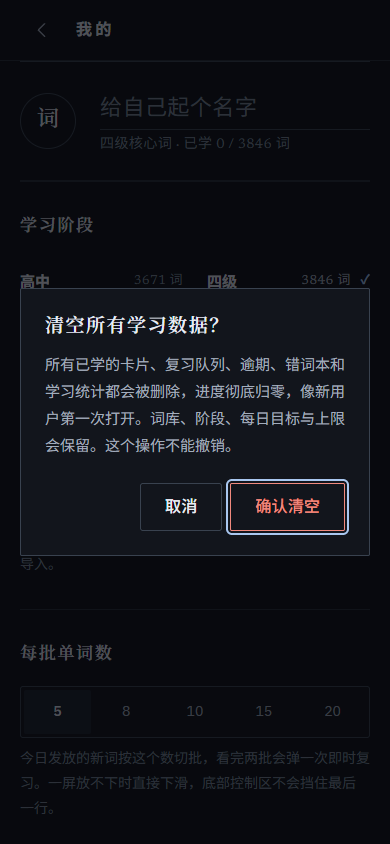 我的
词
给自己起个名字
四级核心词 · 已学 0 / 3846 词
学习阶段
高中 3671 词 四级 3846 词 ✓
清空所有学习数据？
所有已学的卡片、复习队列、逾期、错词本和
学习统计都会被删除，进度彻底归零，像新用
户第一次打开。词库、阶段、每日目标与上限
会保留。这个操作不能撤销。
取消 确认清空
导入。
每批单词数
5 8 10 15 20
今日发放的新词按这个数切批，看完两批会弹一次即时复
习。一屏放不下时直接下滑，底部控制区不会挡住最后
一行。